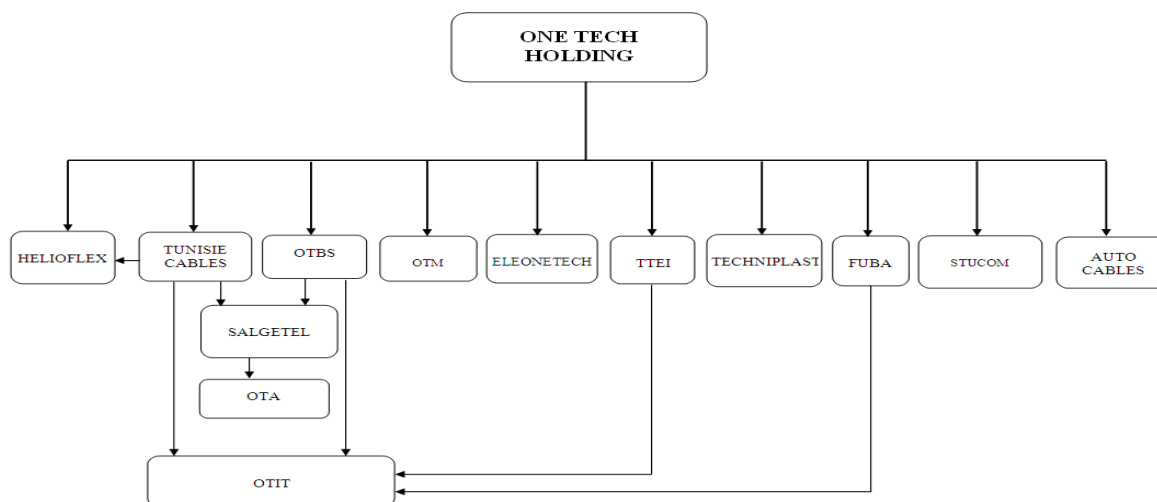 ONE TECH
HOLDING
HELIOFLEX
TUNISIE
CABLES
OTBS
OTM
ELEONETECH
TTEI
TECHNIPLAST
FUBA
STUCOM
AUTO
CABLES
SALGETEL
OTA
OTIT